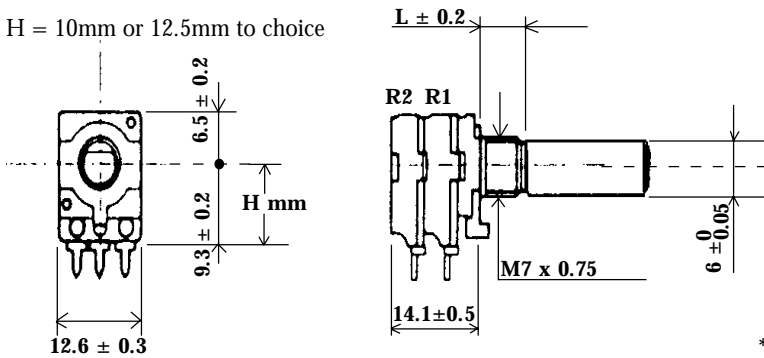 H = 10mm or 12.5mm to choice
L ± 0.2
6.5 ± 0.2
R2 R1
H mm
9.3 ± 0.2
6 ±0 0.05
M7 x 0.75
14.1±0.5
12.6 ± 0.3
*